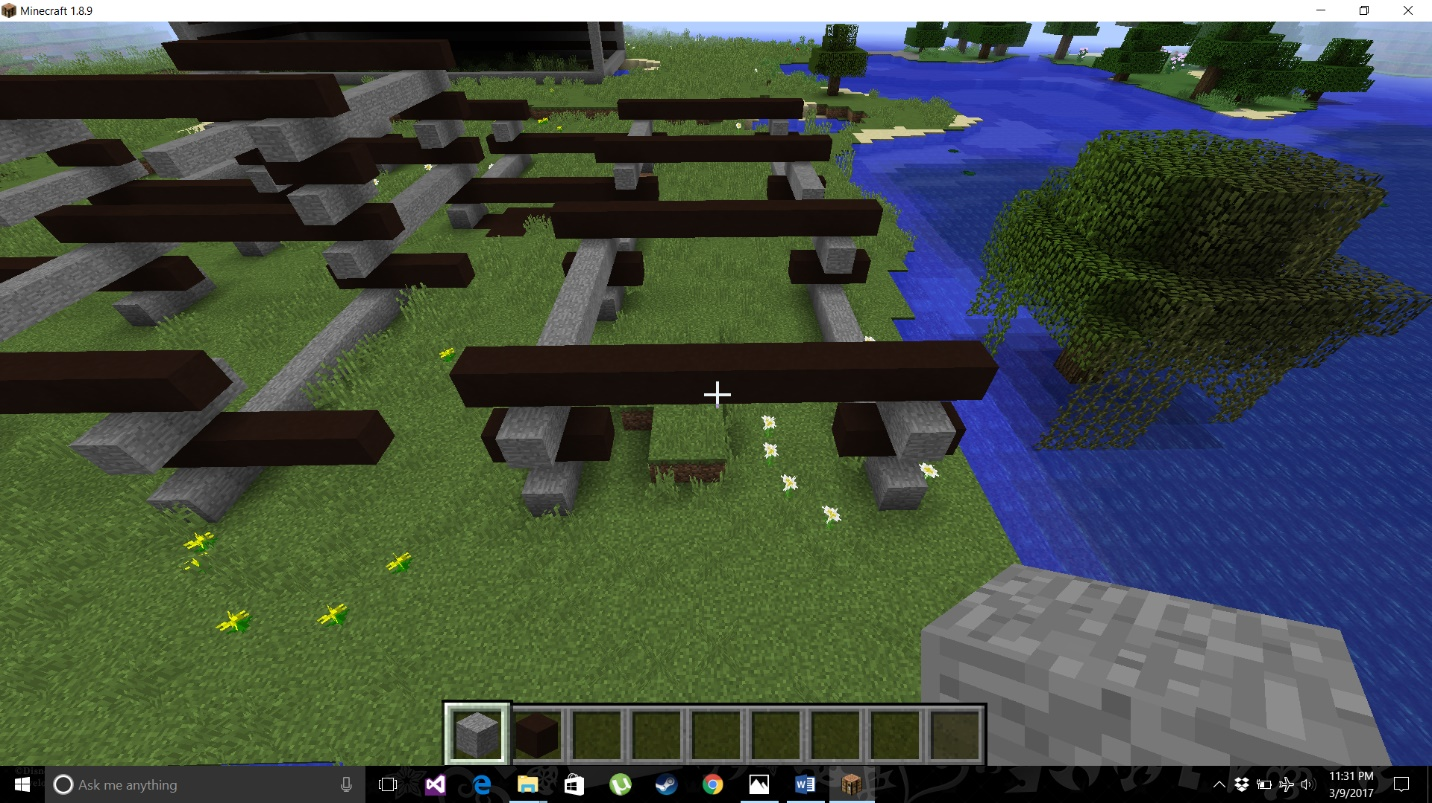 Minecraft 1.8.9
Ask me anything
11:31 PM
3/9/2017